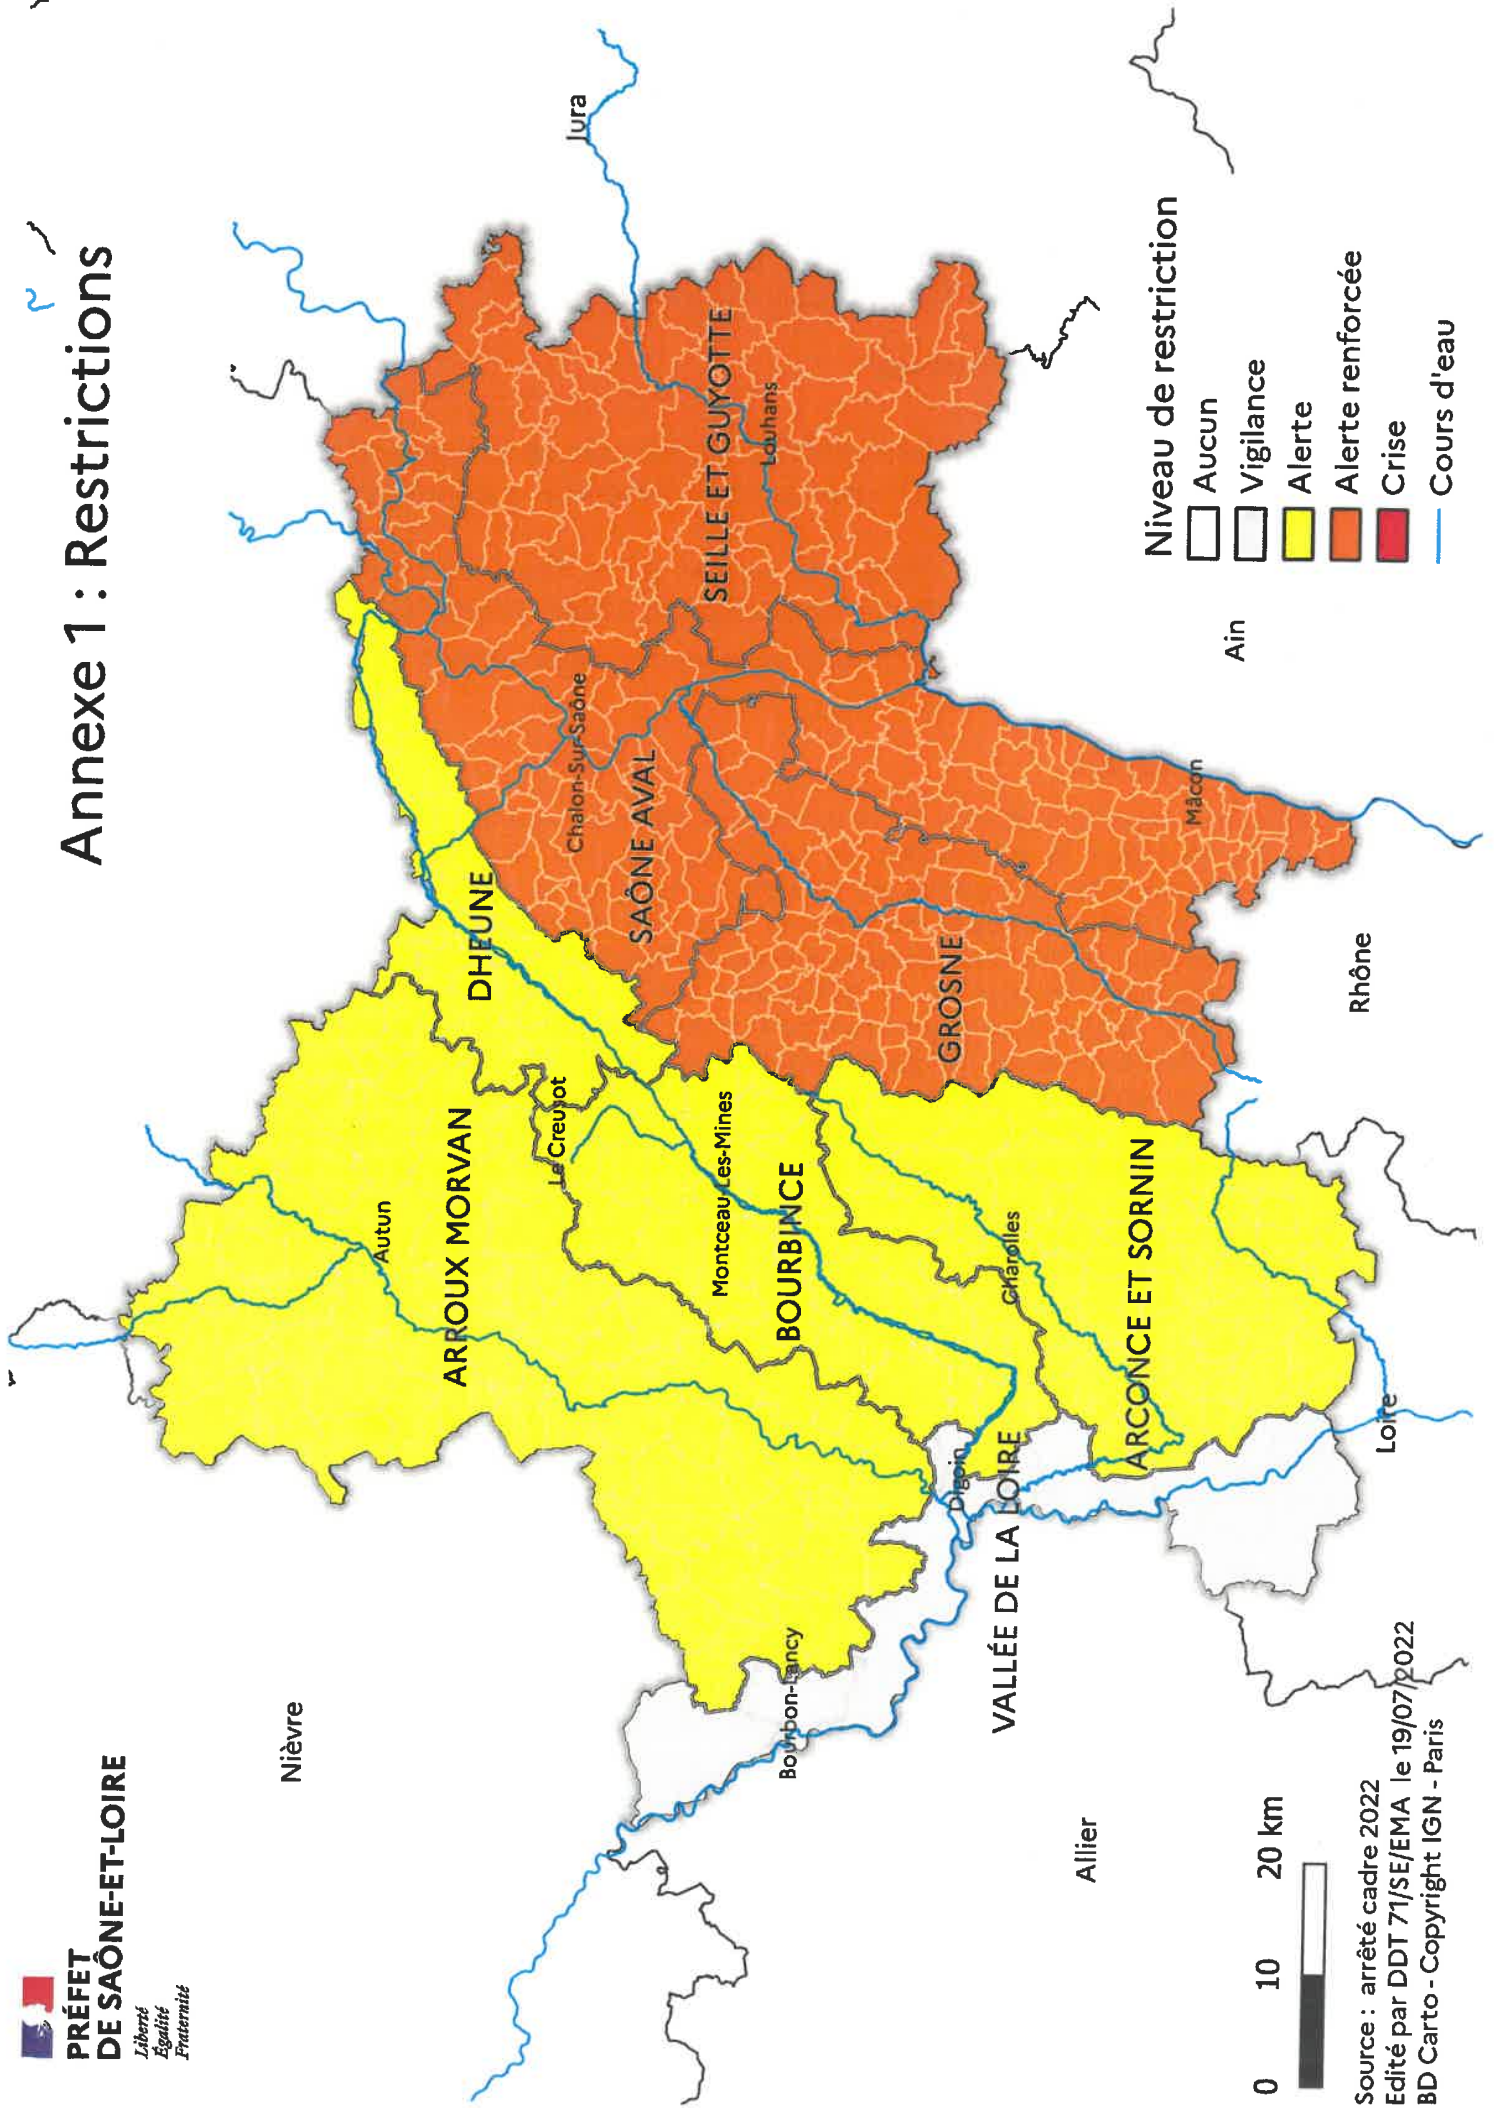 PRÉFET
DE SAÔNE-ET-LOIRE
Liberté
Égalité
Fraternité
Annexe 1 : Restrictions
Nièvre
Autun
ARROUX MORVAN
DHEUNE
Le Creusot
Chalon-Sur-Saône
Jura
SAÔNE AVAL
SEILLE ET GUYOTTE
Louhans
Montceau-Les-Mines
BOURBINCE
Bourbon-Lancy
Digoin
GROSNE
VALLÉE DE LA LOIRE
Charolles
ARCONCE ET SORNIN
Mâcon
Ain
Allier
Rhône
Loire
Niveau de restriction
Aucun
Vigilance
Alerte
Alerte renforcée
Crise
Cours d'eau
0 10 20 km
Source : arrêté cadre 2022
Edité par DDT 71/SE/EMA le 19/07/2022
BD Carto - Copyright IGN - Paris